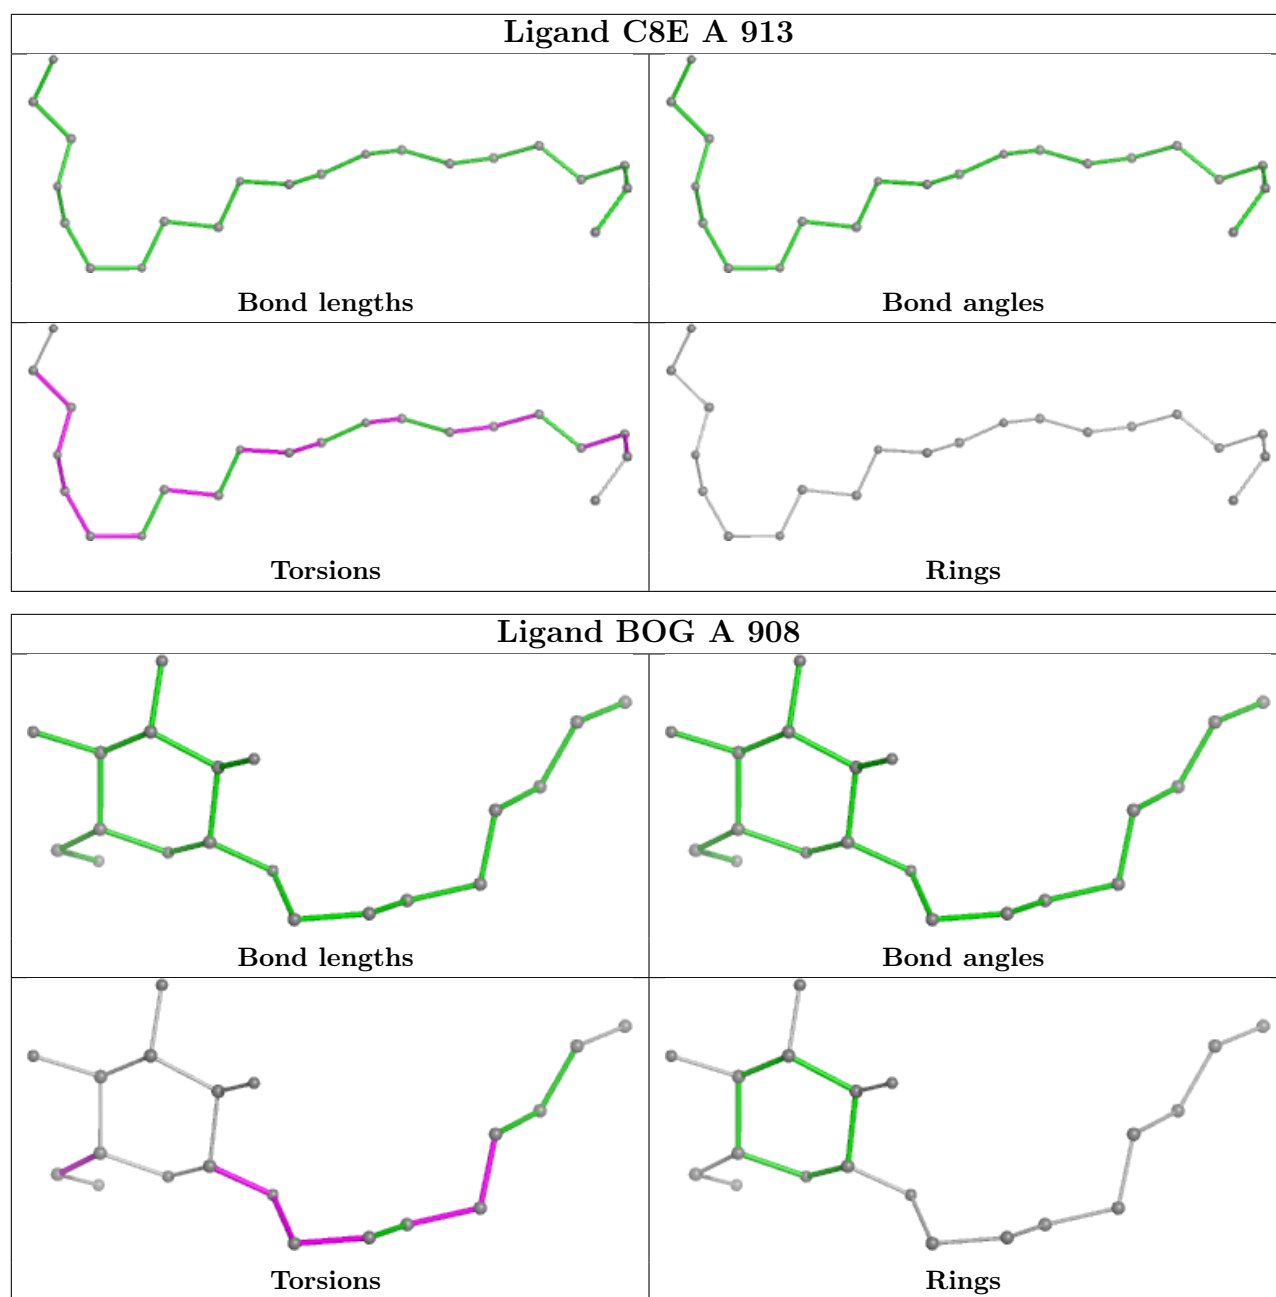 Ligand C8E A 913
Bond lengths
Bond angles
Torsions
Rings
Ligand BOG A 908
Bond lengths
Bond angles
Torsions
Rings